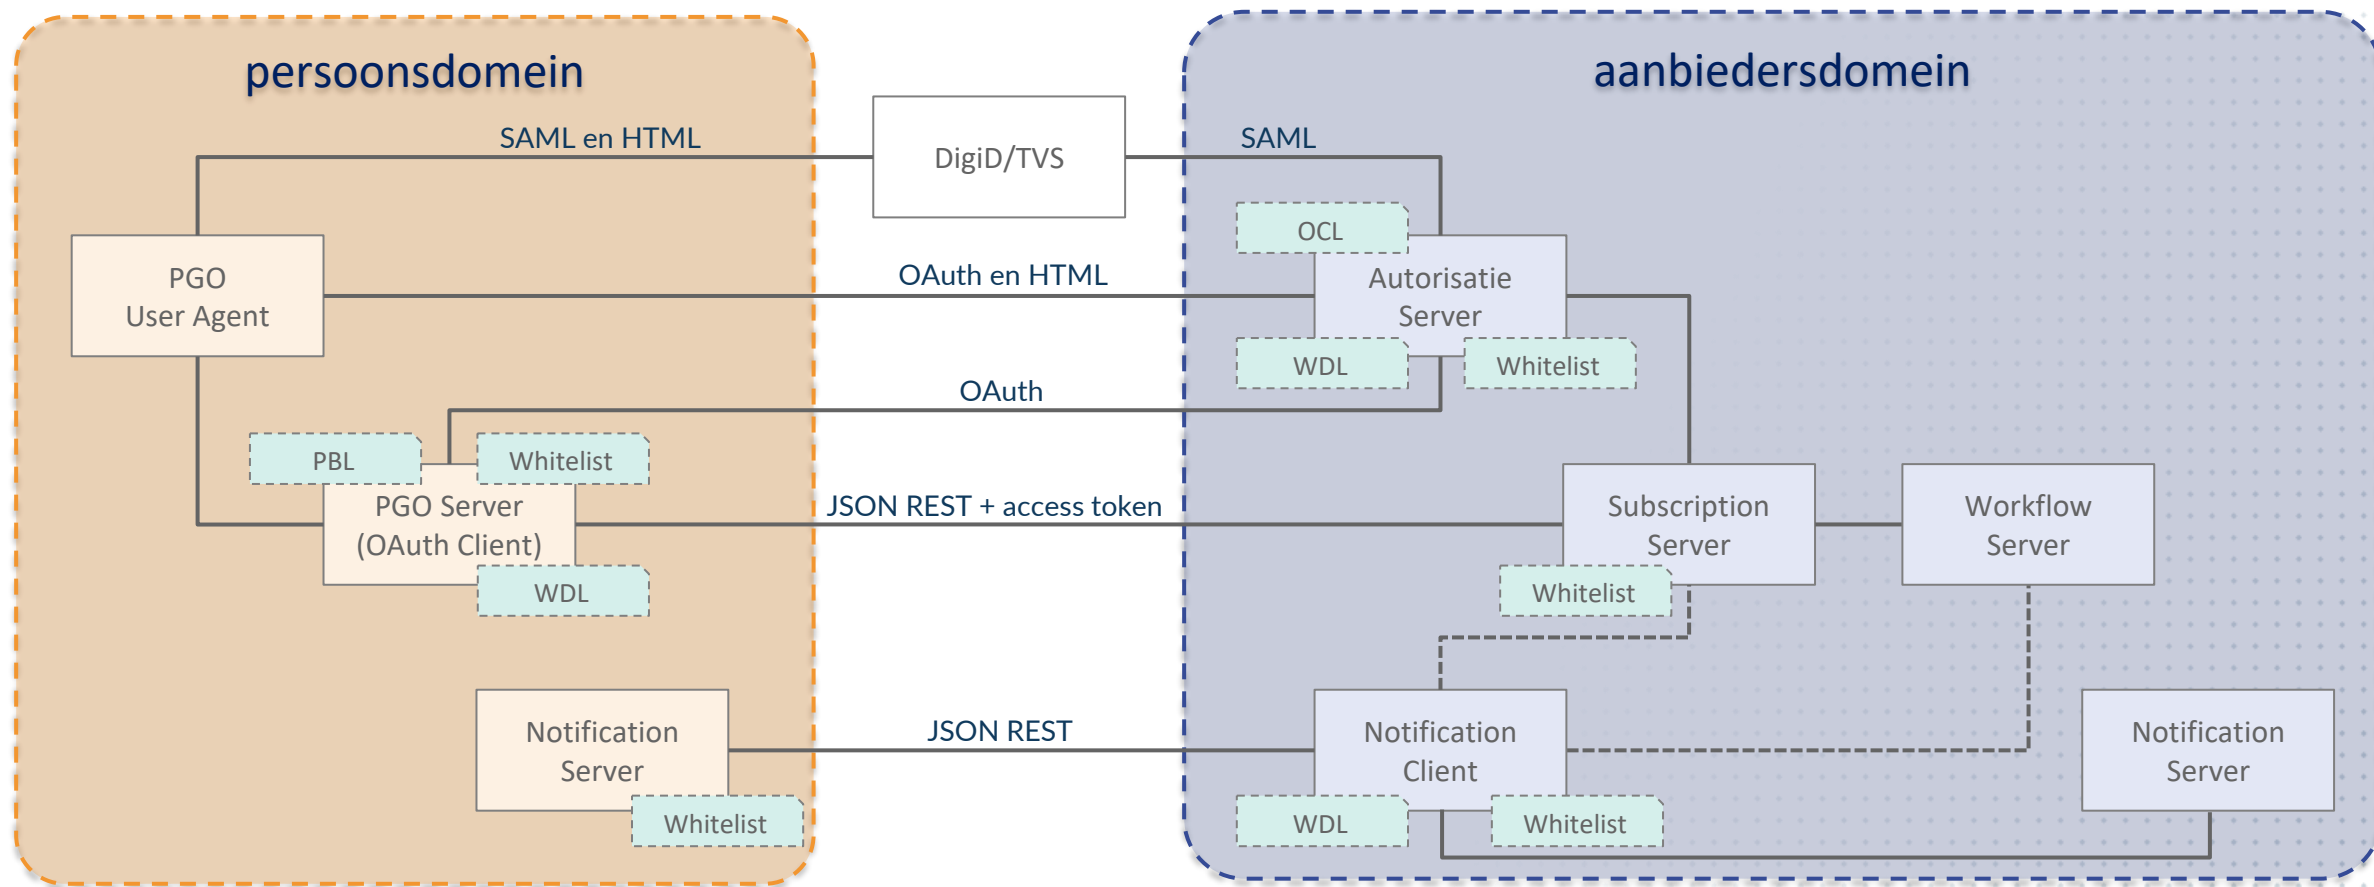 persoonsdomein
aanbiedersdomein
SAML en HTML
DigiD/TVS
SAML
OCL
PGO
User Agent
OAuth en HTML
Autorisatie
Server
WDL
Whitelist
OAuth
PBL
Whitelist
PGO Server
(OAuth Client)
WDL
JSON REST + access token
Subscription
Server
Whitelist
Workflow
Server
Notification
Server
Whitelist
JSON REST
Notification
Client
WDL
Whitelist
Notification
Server